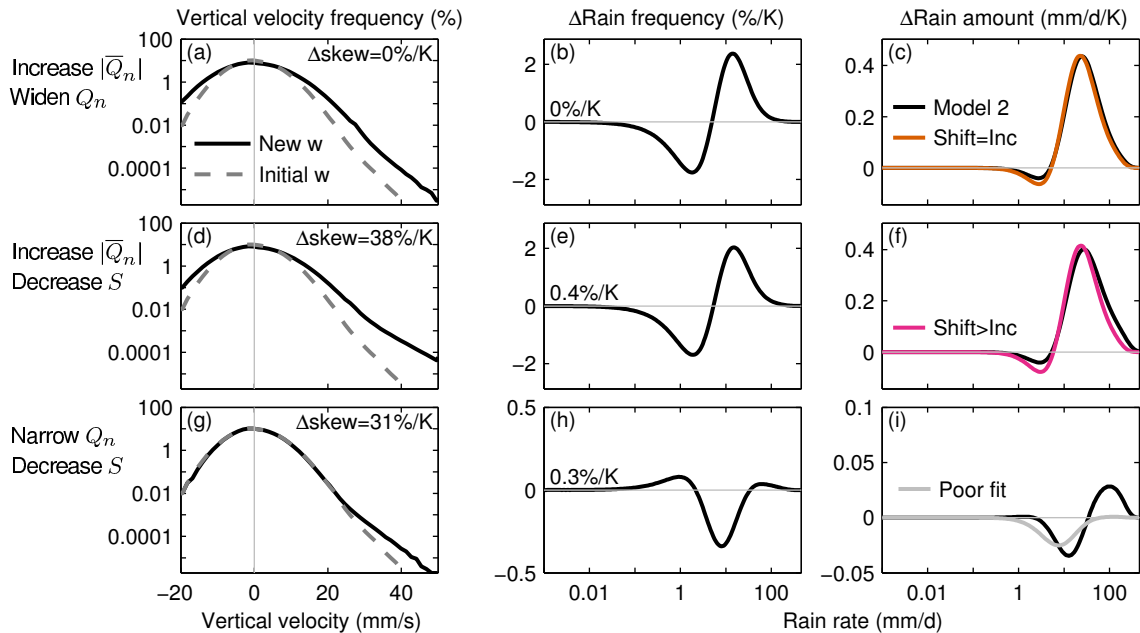 Vertical velocity frequency (%)
ΔRain frequency (%/K)
ΔRain amount (mm/d/K)
Increase |Q̅ₙ|
Widen Qₙ
100
1
0.01
0.0001
(a)
Δskew=0%/K
New w
Initial w
2
0
−2
(b)
0%/K
0.4
0.2
0
(c)
Model 2
Shift=Inc
Increase |Q̅ₙ|
Decrease S
100
1
0.01
0.0001
(d)
Δskew=38%/K
2
0
−2
(e)
0.4%/K
0.4
0.2
0
(f)
Shift>Inc
Narrow Qₙ
Decrease S
100
1
0.01
0.0001
(g)
Δskew=31%/K
−20 0 20 40
Vertical velocity (mm/s)
0.5
0
−0.5
(h)
0.3%/K
0.01 1 100
0.1
0.05
0
−0.05
(i)
Poor fit
0.01 1 100
Rain rate (mm/d)